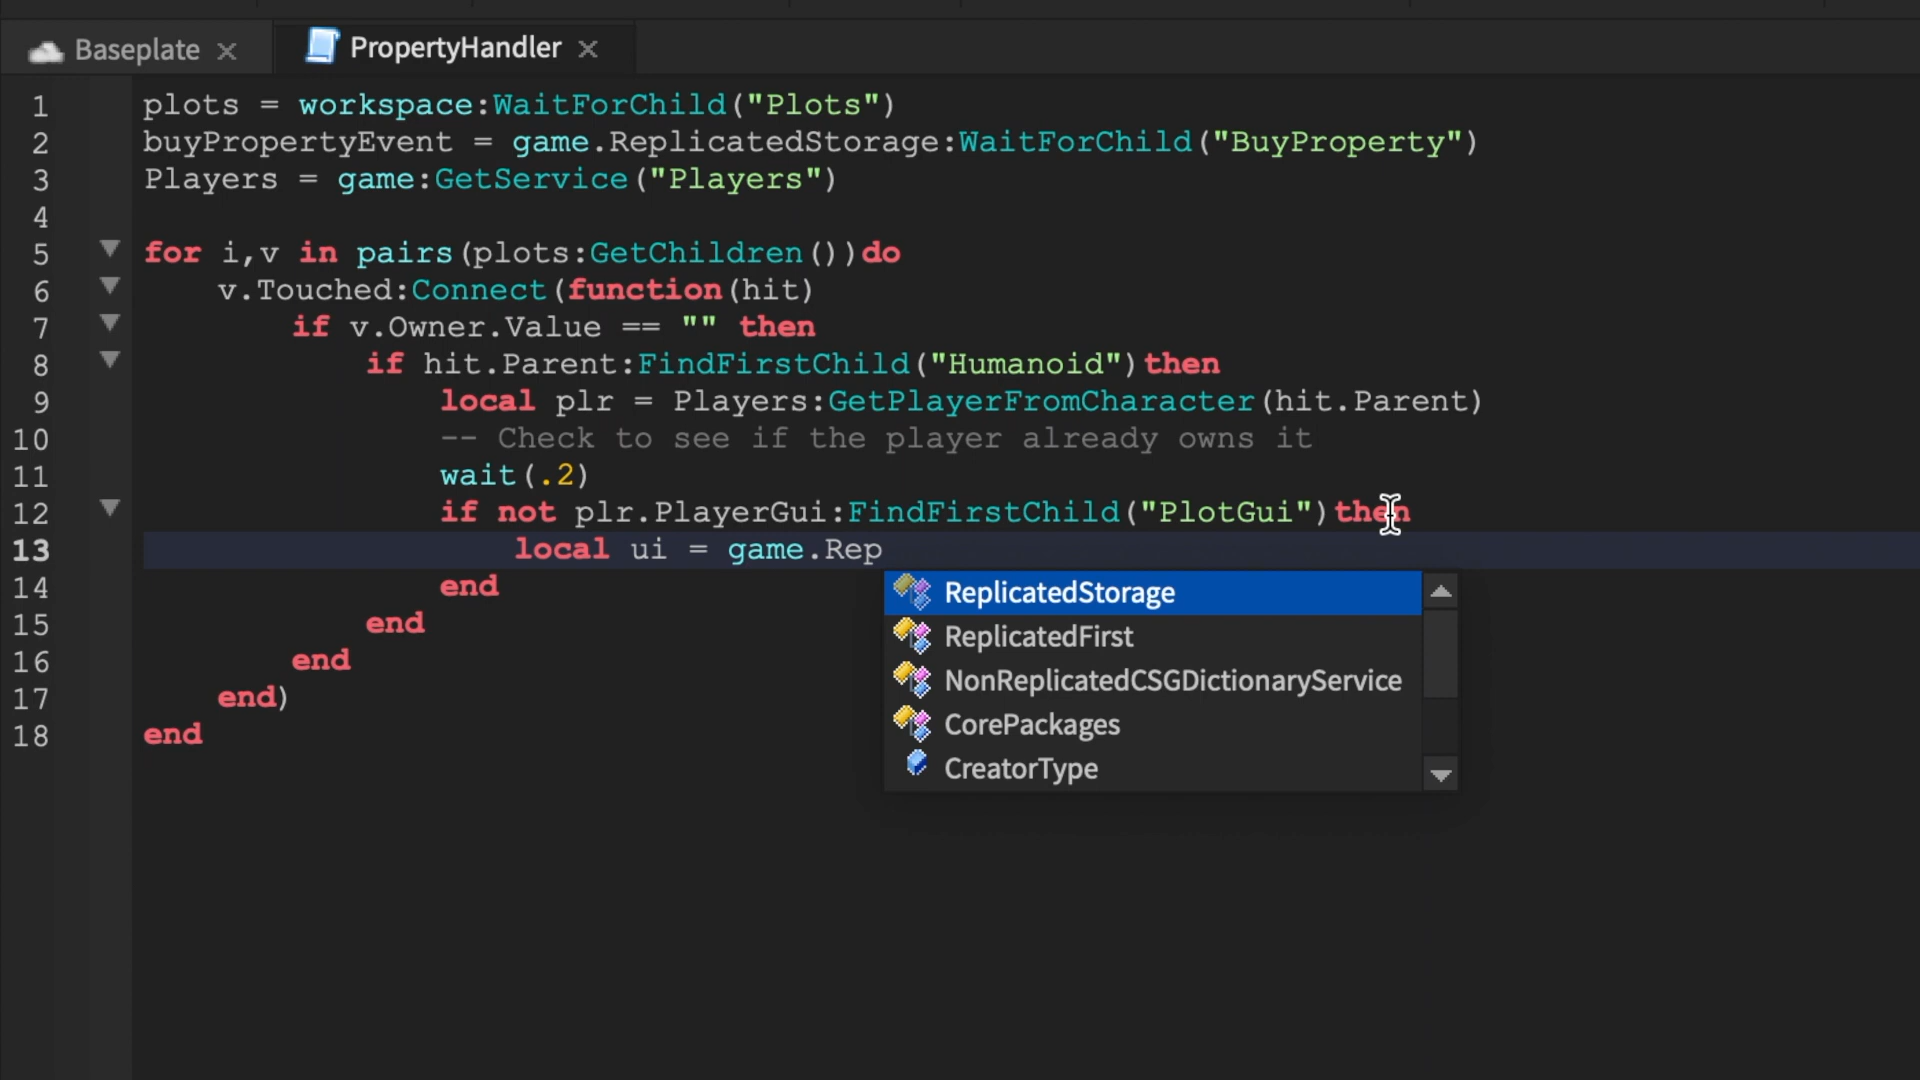 Baseplate × PropertyHandler ×
1 plots = workspace:WaitForChild("Plots")
2 buyPropertyEvent = game.ReplicatedStorage:WaitForChild("BuyProperty")
3 Players = game:GetService("Players")
4
5 for i,v in pairs(plots:GetChildren())do
6 v.Touched:Connect(function(hit)
7 if v.Owner.Value == "" then
8 if hit.Parent:FindFirstChild("Humanoid")then
9 local plr = Players:GetPlayerFromCharacter(hit.Parent)
10 -- Check to see if the player already owns it
11 wait(.2)
12 if not plr.PlayerGui:FindFirstChild("PlotGui")then
13 local ui = game.Rep
14 end
15 end
16 end
17 end)
18 end
ReplicatedStorage
ReplicatedFirst
NonReplicatedCSGDictionaryService
CorePackages
CreatorType